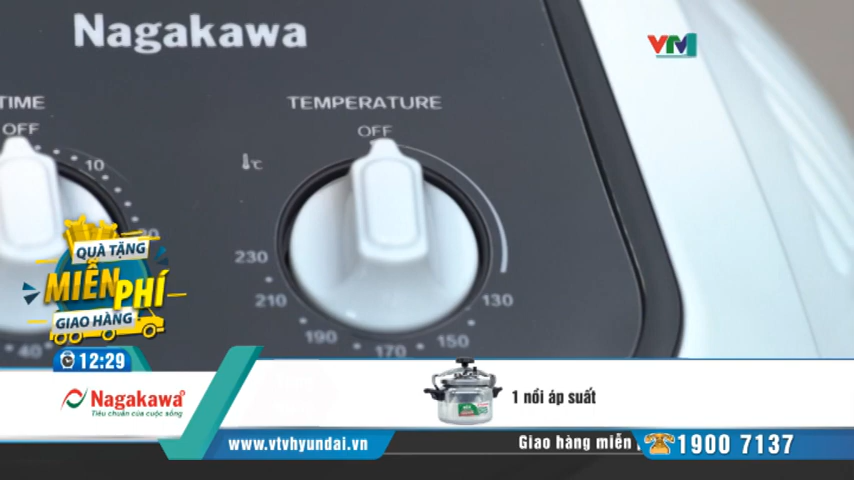 Nagakawa
VTV1
TIME
TEMPERATURE
OFF
OFF
°C
10
20
230
130
210
190
170
150
40
QUÀ TẶNG
MIỄN PHÍ
GIAO HÀNG
12:29
Nagakawa
Tiêu chuẩn của cuộc sống
1 nồi áp suất
www.vtvhyundai.vn
Giao hàng miễn
1900 7137